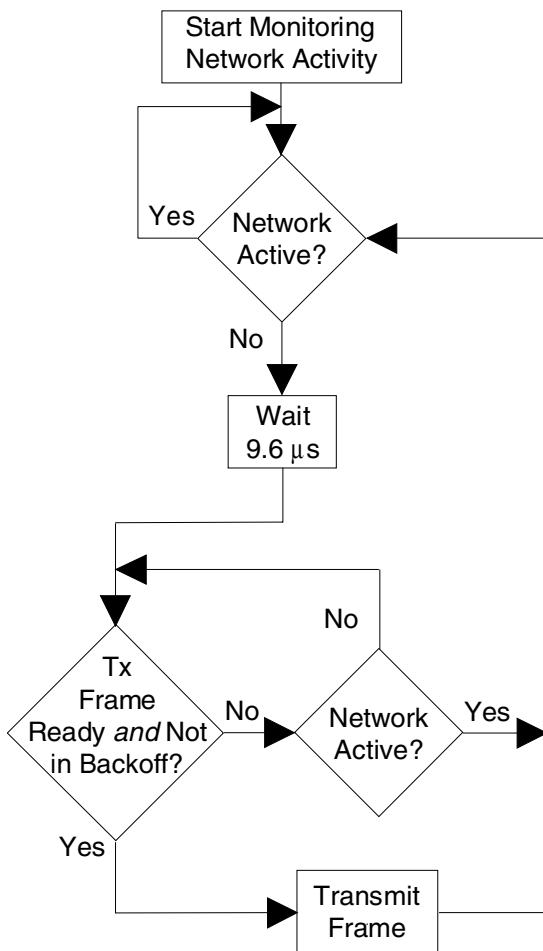 Start Monitoring
Network Activity
Yes
Network
Active?
No
Wait
9.6 μs
No
Tx
Frame
Ready and Not
in Backoff?
No
Network
Active?
Yes
Yes
Transmit
Frame